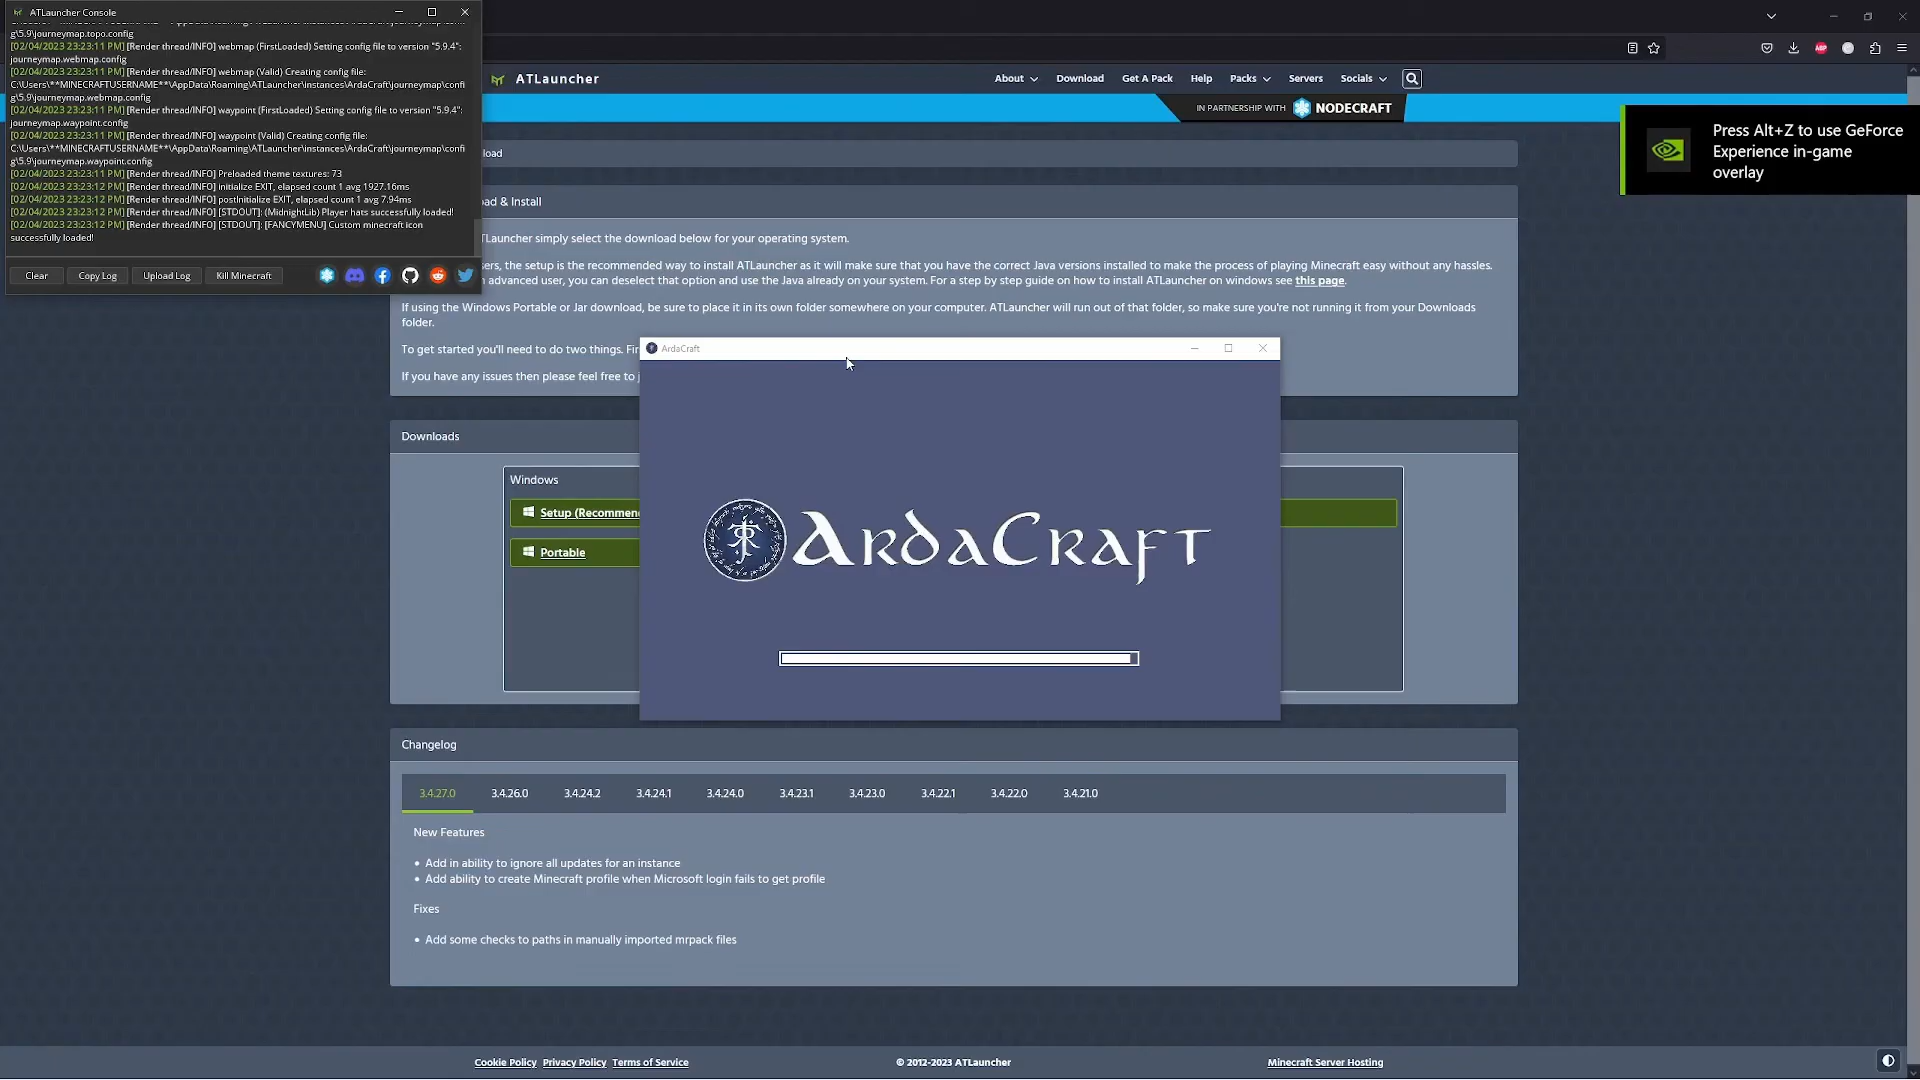 ATLauncher Console
g\5.9\journeymap.topo.config
[02/04/2023 23:23:11 PM] [Render thread/INFO] webmap (FirstLoaded) Setting config file to version "5.9.4":
journeymap.webmap.config
[02/04/2023 23:23:11 PM] [Render thread/INFO] webmap (Valid) Creating config file:
C:\Users\**MINECRAFTUSERNAME**\AppData\Roaming\ATLauncher\instances\ArdaCraft\journeymap\confi
g\5.9\journeymap.webmap.config
[02/04/2023 23:23:11 PM] [Render thread/INFO] waypoint (FirstLoaded) Setting config file to version "5.9.4":
journeymap.waypoint.config
[02/04/2023 23:23:11 PM] [Render thread/INFO] waypoint (Valid) Creating config file:
C:\Users\**MINECRAFTUSERNAME**\AppData\Roaming\ATLauncher\instances\ArdaCraft\journeymap\confi
g\5.9\journeymap.waypoint.config
[02/04/2023 23:23:11 PM] [Render thread/INFO] Preloaded theme textures: 73
[02/04/2023 23:23:12 PM] [Render thread/INFO] initialize EXIT, elapsed count 1 avg 1927.16ms
[02/04/2023 23:23:12 PM] [Render thread/INFO] postInitialize EXIT, elapsed count 1 avg 7.94ms
[02/04/2023 23:23:12 PM] [Render thread/INFO] [STDOUT]: (MidnightLib) Player hats successfully loaded!
[02/04/2023 23:23:12 PM] [Render thread/INFO] [STDOUT]: [FANCYMENU] Custom minecraft icon
successfully loaded!
Clear Copy Log Upload Log Kill Minecraft
ABP
ATLauncher About Download Get A Pack Help Packs Servers Socials
IN PARTNERSHIP WITH NODECRAFT
Press Alt+Z to use GeForce
Experience in-game
overlay
load
oad & Install
TLauncher simply select the download below for your operating system.
sers, the setup is the recommended way to install ATLauncher as it will make sure that you have the correct Java versions installed to make the process of playing Minecraft easy without any hassles.
n advanced user, you can deselect that option and use the Java already on your system. For a step by step guide on how to install ATLauncher on windows see this page.
If using the Windows Portable or Jar download, be sure to place it in its own folder somewhere on your computer. ATLauncher will run out of that folder, so make sure you're not running it from your Downloads
folder.
To get started you'll need to do two things. Fir
If you have any issues then please feel free to j
ArdaCraft
ArdaCraft
Downloads
Windows
Setup (Recommen
Portable
Changelog
3.4.27.0 3.4.26.0 3.4.24.2 3.4.24.1 3.4.24.0 3.4.23.1 3.4.23.0 3.4.22.1 3.4.22.0 3.4.21.0
New Features
• Add in ability to ignore all updates for an instance
• Add ability to create Minecraft profile when Microsoft login fails to get profile
Fixes
• Add some checks to paths in manually imported mrpack files
Cookie Policy Privacy Policy Terms of Service © 2012-2023 ATLauncher Minecraft Server Hosting